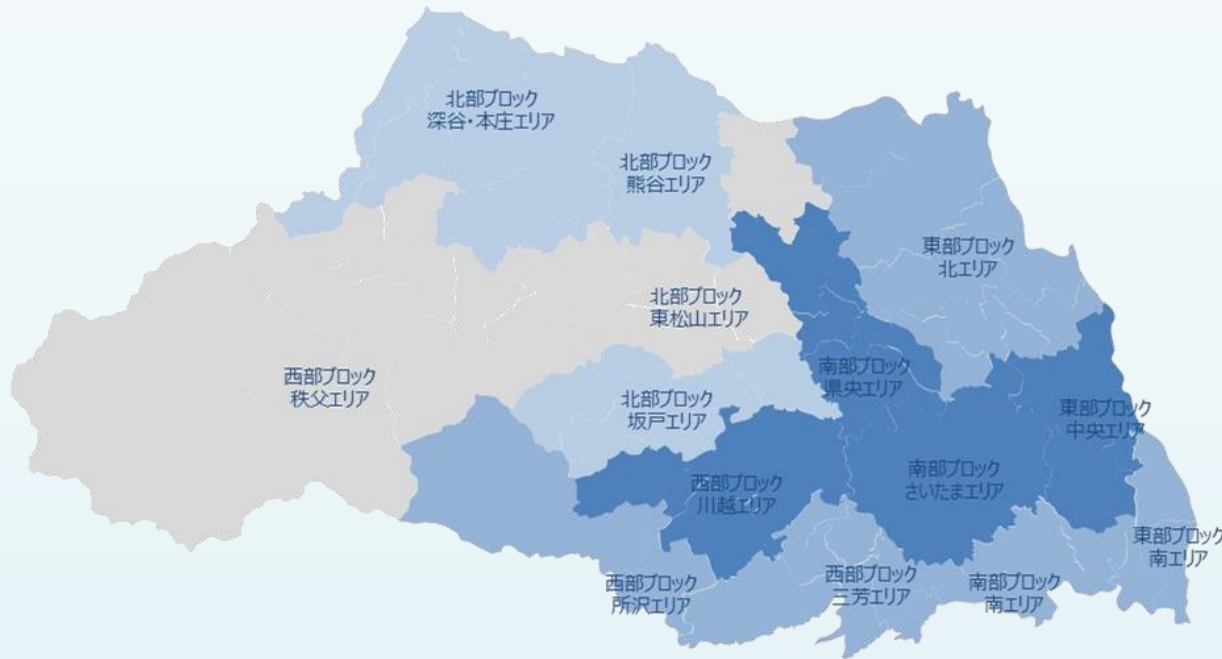 北部ブロック
深谷・本庄エリア
北部ブロック
熊谷エリア
東部ブロック
北エリア
北部ブロック
東松山エリア
西部ブロック
秩父エリア
南部ブロック
県央エリア
北部ブロック
坂戸エリア
東部ブロック
中央エリア
西部ブロック
川越エリア
南部ブロック
さいたまエリア
東部ブロック
南エリア
西部ブロック
所沢エリア
西部ブロック
三芳エリア
南部ブロック
南エリア